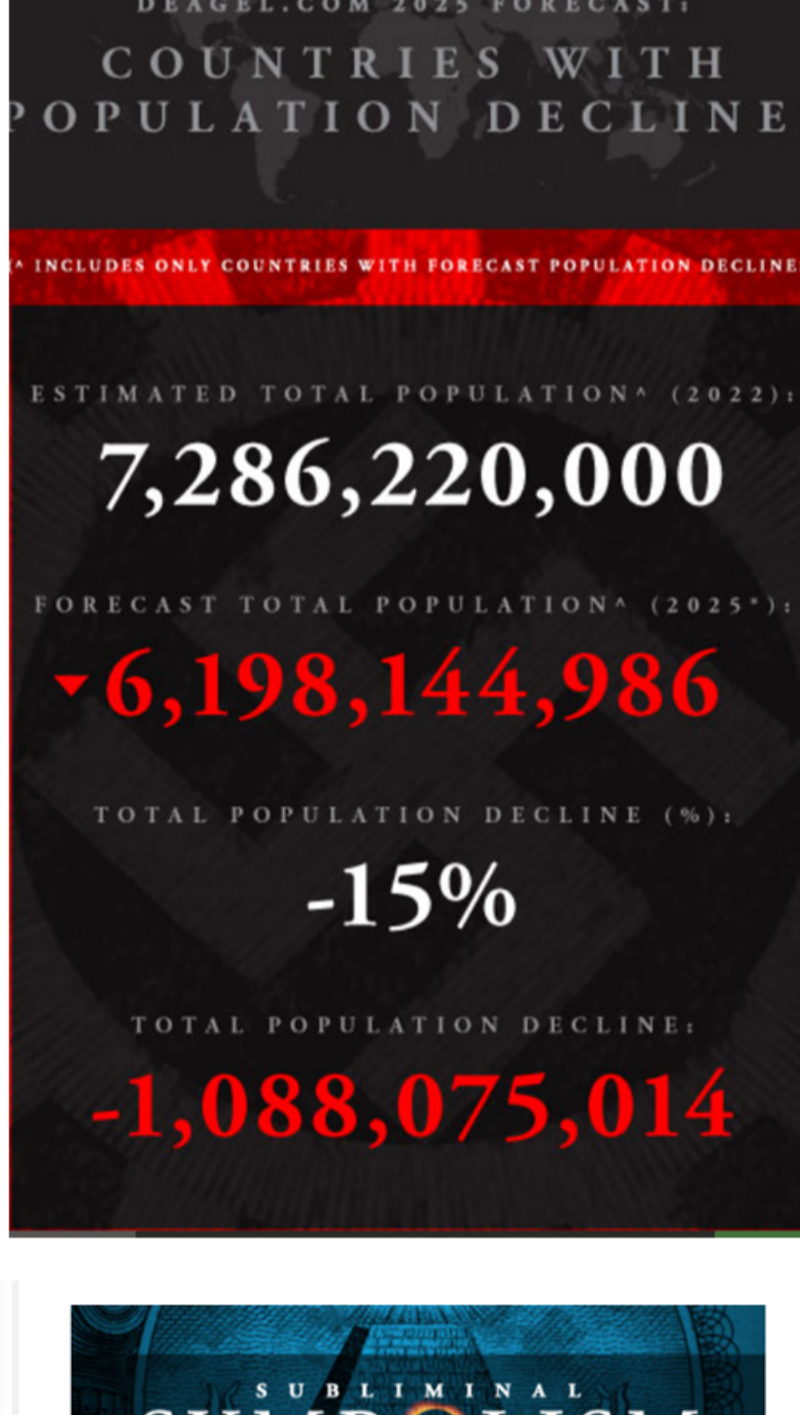 DEAGEL.COM 2025 FORECAST:
COUNTRIES WITH
POPULATION DECLINE
(^ INCLUDES ONLY COUNTRIES WITH FORECAST POPULATION DECLINE
ESTIMATED TOTAL POPULATION^ (2022):
7,286,220,000
FORECAST TOTAL POPULATION^ (2025*):
▼6,198,144,986
TOTAL POPULATION DECLINE (%):
-15%
TOTAL POPULATION DECLINE:
-1,088,075,014
SUBLIMINAL
SYMBOLISM